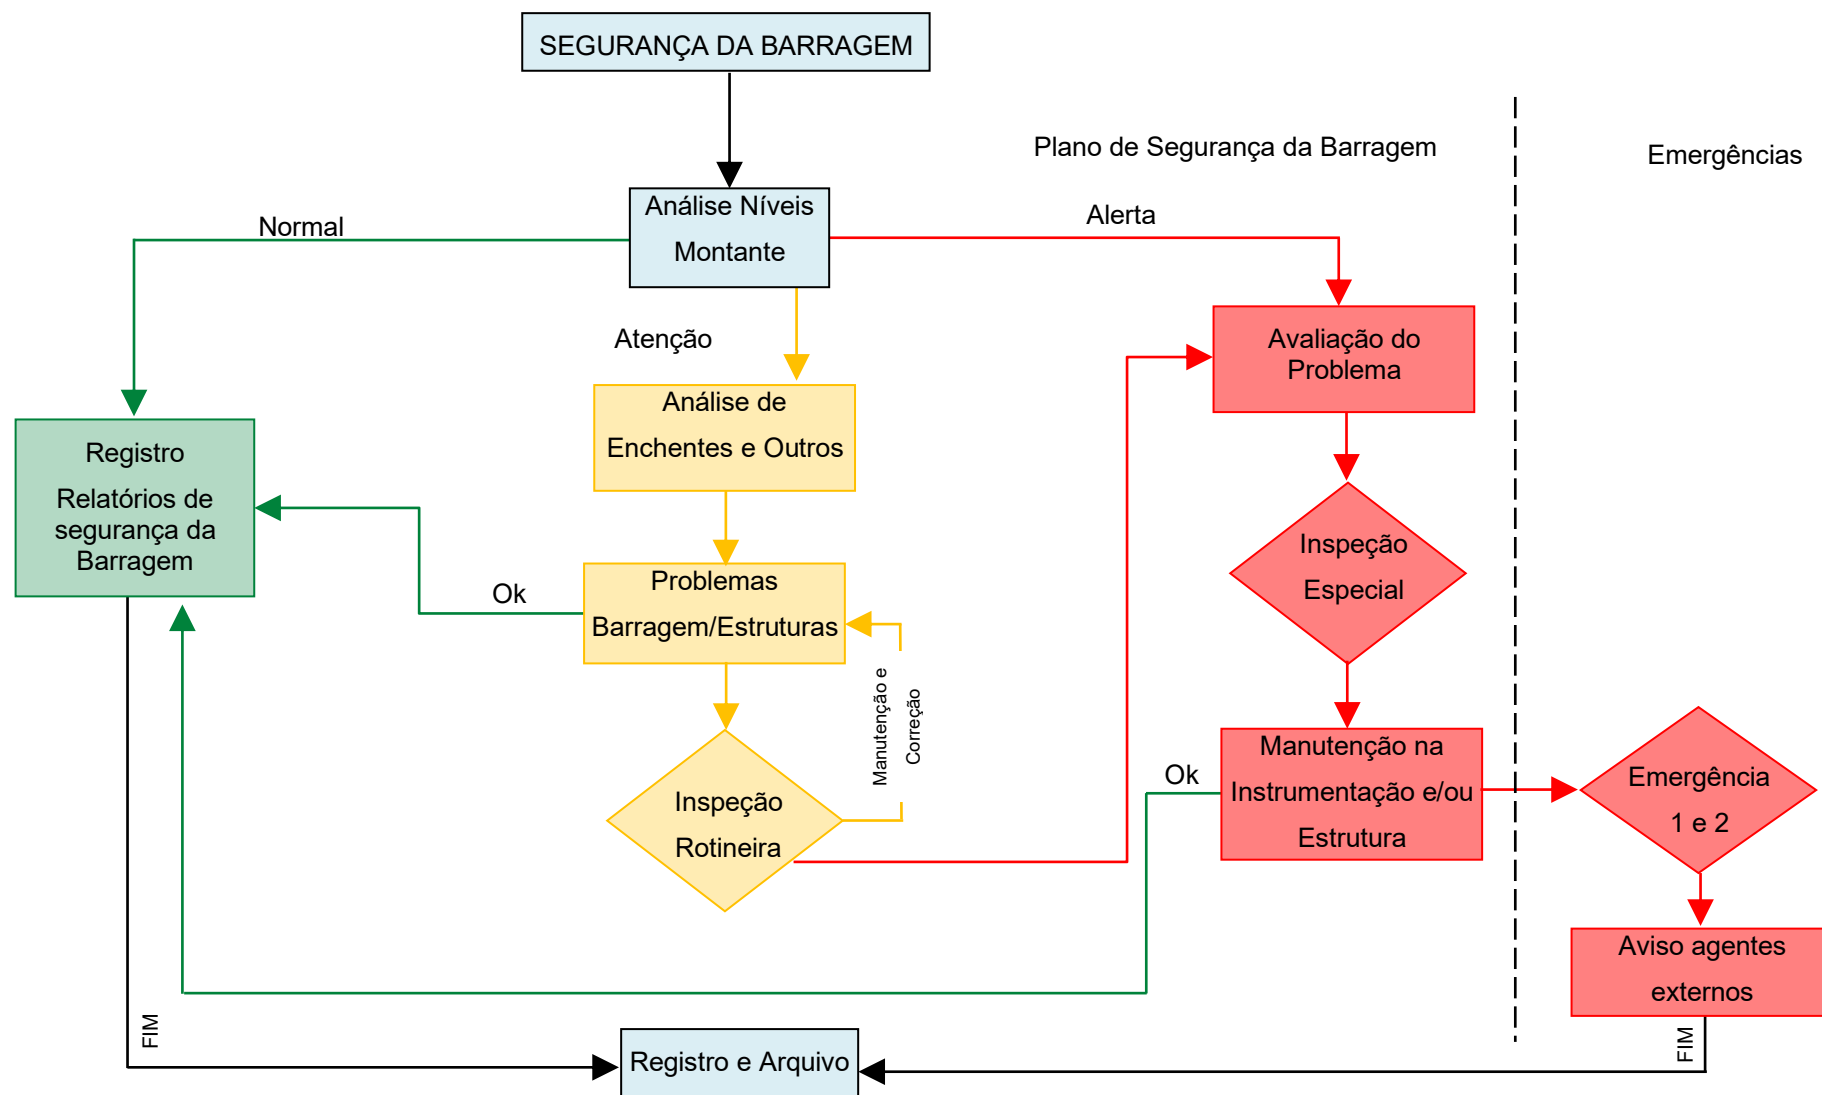 SEGURANÇA DA BARRAGEM
Plano de Segurança da Barragem
Emergências
Análise Níveis
Montante
Normal
Alerta
Atenção
Avaliação do
Problema
Análise de
Enchentes e Outros
Registro
Relatórios de
segurança da
Barragem
Inspeção
Especial
Ok
Problemas
Barragem/Estruturas
Manutenção e
Correção
Inspeção
Rotineira
Ok
Manutenção na
Instrumentação e/ou
Estrutura
Emergência
1 e 2
Aviso agentes
externos
FIM
Registro e Arquivo
FIM